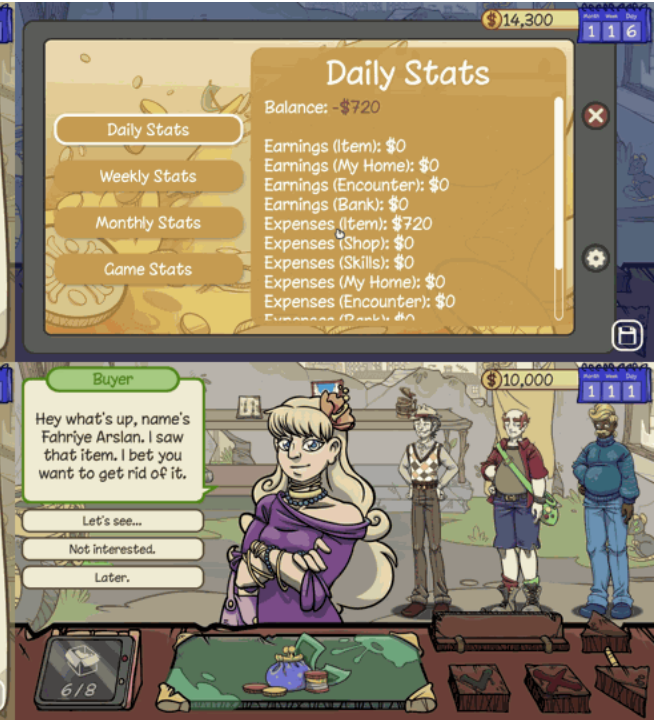 $ 14,300
Month Week Day
1 1 6
Daily Stats
Balance: -$720
Daily Stats
Weekly Stats
Monthly Stats
Game Stats
Earnings (Item): $0
Earnings (My Home): $0
Earnings (Encounter): $0
Earnings (Bank): $0
Expenses (Item): $720
Expenses (Shop): $0
Expenses (Skills): $0
Expenses (My Home): $0
Expenses (Encounter): $0
Expenses (Bank): $0
Buyer
$ 10,000
Month Week Day
1 1 1
Hey what's up, name's
Fahriye Arslan. I saw
that item. I bet you
want to get rid of it.
Let's see...
Not interested.
Later.
6/8